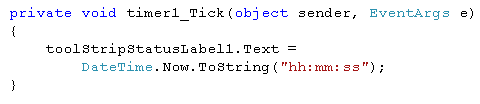 private void timer1_Tick(object sender, EventArgs e)
{
    toolStripStatusLabel1.Text =
        DateTime.Now.ToString("hh:mm:ss");
}